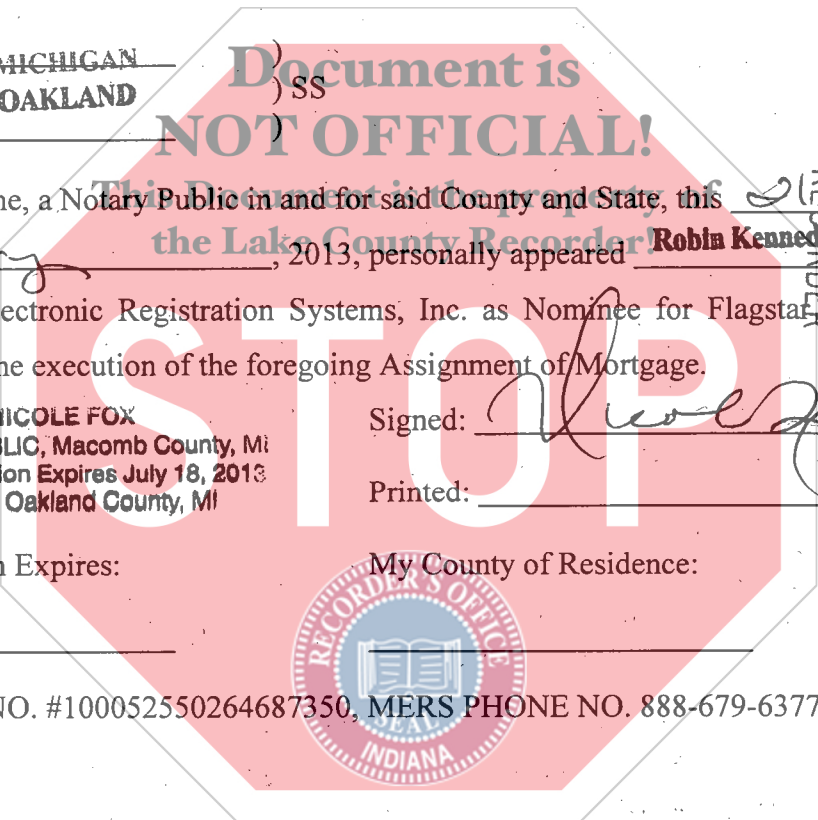 MICHIGAN
OAKLAND
) 
) SS
)
Document is
NOT OFFICIAL!
This Document is the property of
the Lake County Recorder!
me, a Notary Public in and for said County and State, this
, 2013, personally appeared Robin Kenned
ectronic Registration Systems, Inc. as Nominee for Flagstar
he execution of the foregoing Assignment of Mortgage.
NICOLE FOX
BLIC, Macomb County, MI
ion Expires July 18, 2013
Oakland County, MI
Signed: Nicole
Printed:
n Expires:
My County of Residence:
STOP
RECORDER'S OFFICE
SEAL
INDIANA
NO. #100052550264687350, MERS PHONE NO. 888-679-6377